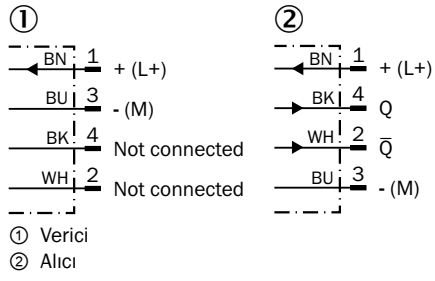 ①
BN 1 + (L+)
BU 3 - (M)
BK 4 Not connected
WH 2 Not connected
②
BN 1 + (L+)
BK 4 Q
WH 2 Q̅
BU 3 - (M)
① Verici
② Alıcı